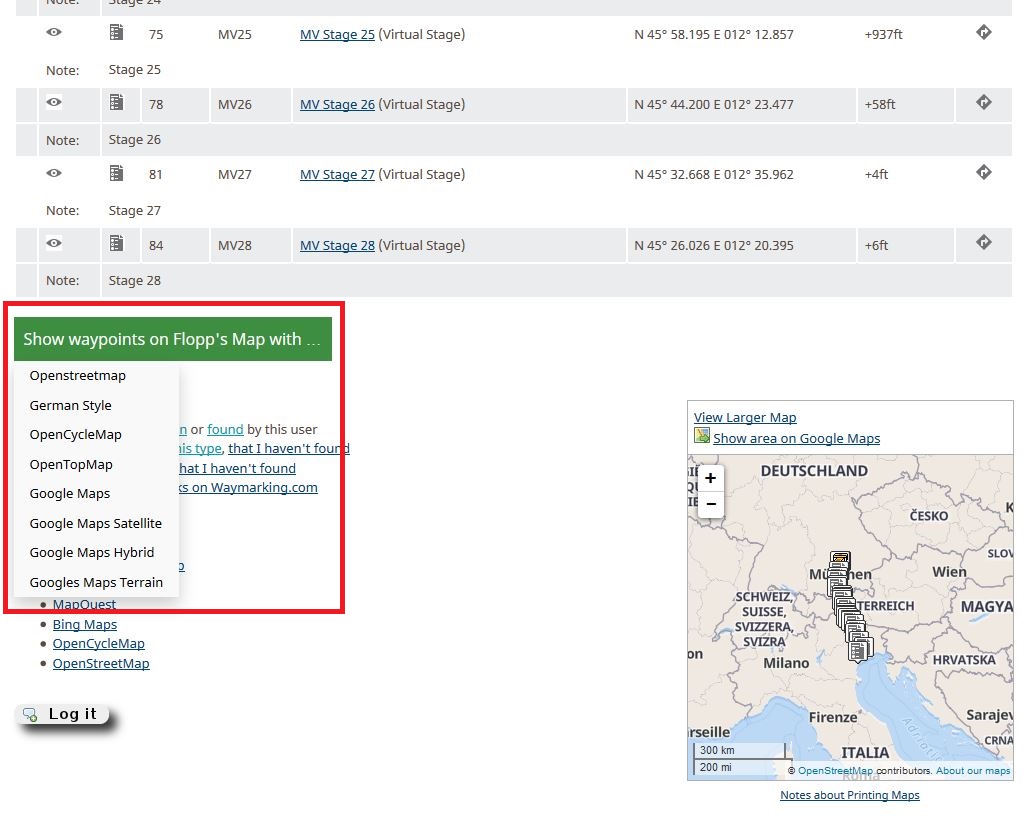 Note: Stage 24
75 MV25 MV Stage 25 (Virtual Stage) N 45° 58.195 E 012° 12.857 +937ft
Note: Stage 25
78 MV26 MV Stage 26 (Virtual Stage) N 45° 44.200 E 012° 23.477 +58ft
Note: Stage 26
81 MV27 MV Stage 27 (Virtual Stage) N 45° 32.668 E 012° 35.962 +4ft
Note: Stage 27
84 MV28 MV Stage 28 (Virtual Stage) N 45° 26.026 E 012° 20.395 +6ft
Note: Stage 28
Show waypoints on Flopp's Map with ...
Openstreetmap
German Style
OpenCycleMap
OpenTopMap
Google Maps
Google Maps Satellite
Google Maps Hybrid
Googles Maps Terrain
n or found by this user
his type, that I haven't found
hat I haven't found
ks on Waymarking.com
p
MapQuest
Bing Maps
OpenCycleMap
OpenStreetMap
Log it
View Larger Map
Show area on Google Maps
+
−
DEUTSCHLAND
ČESKO
SLOV
Wien
München
SCHWEIZ,
SUISSE,
SVIZZERA,
SVIZRA
TERREICH
MAGYA
on
Milano
HRVATSKA
Firenze
Sarajev
rseille
CRNA
Adriatic
ITALIA
Roma
300 km
200 mi
© OpenStreetMap contributors. About our maps
Notes about Printing Maps